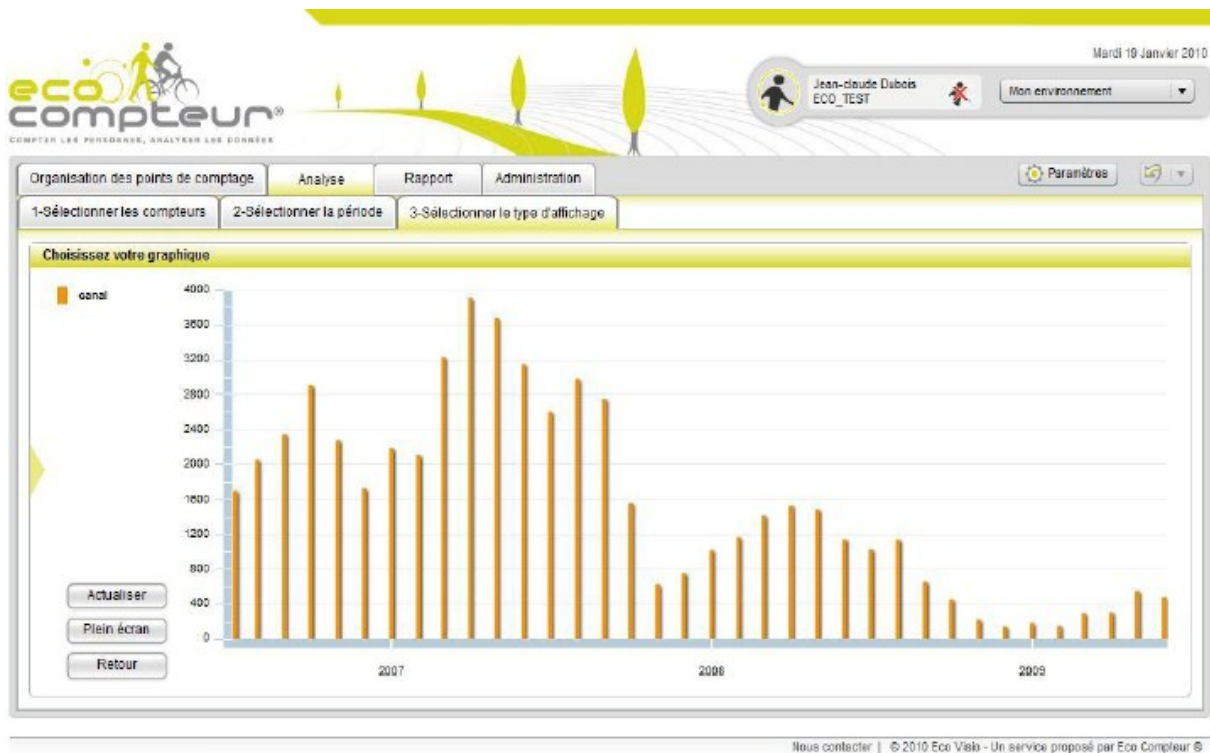 Mardi 19 Janvier 2010
eco
compteur®
COMPTER LES PERSONNES, ANALYSER LES DONNÉES
Jean-claude Dubois
ECO_TEST
Mon environnement
Organisation des points de comptage
Analyse
Rapport
Administration
Paramètres
1-Sélectionner les compteurs
2-Sélectionner la période
3-Sélectionner le type d'affichage
Choisissez votre graphique
canal
4000
3600
3200
2800
2400
2000
1600
1200
800
400
0
2007
2008
2009
Actualiser
Plein écran
Retour
Nous contacter | © 2010 Eco Visio - Un service proposé par Eco Compteur ®